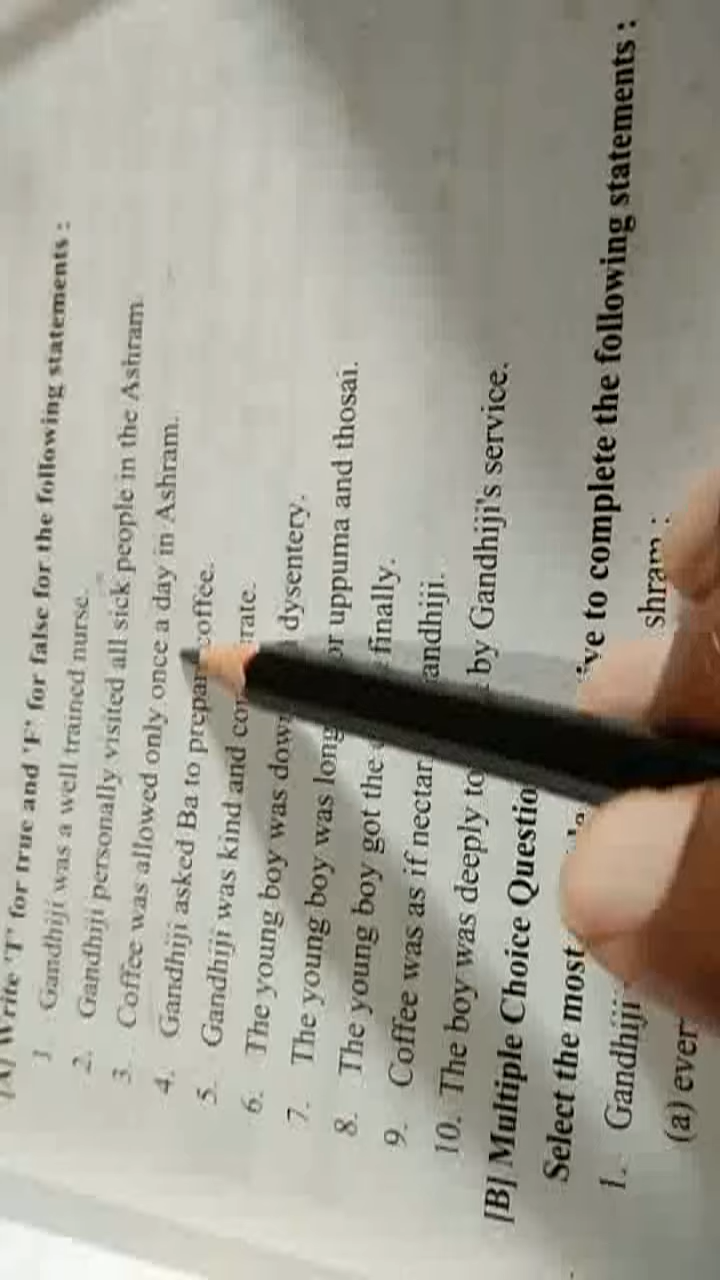 [A] Write 'T' for true and 'F' for false for the following statements :
1. Gandhiji was a well trained nurse.
2. Gandhiji personally visited all sick people in the Ashram.
3. Coffee was allowed only once a day in Ashram.
4. Gandhiji asked Ba to prepar coffee.
5. Gandhiji was kind and rate.
6. The young boy was dow dysentery.
7. The young boy was long or uppuma and thosai.
8. The young boy got the finally.
9. Coffee was as if nectar andhiji.
10. The boy was deeply to by Gandhiji's service.
[B] Multiple Choice Questio
Select the most ive to complete the following statements :
1. Gandhiji shram :
(a) ever